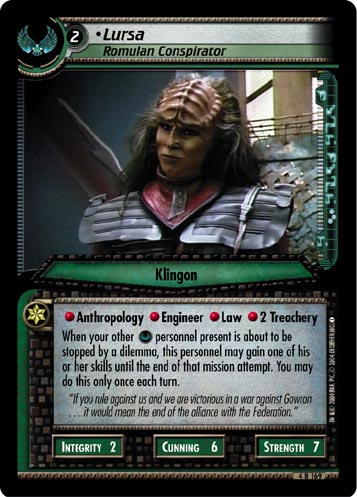 2
•Lursa
Romulan Conspirator
Klingon
• Anthropology • Engineer • Law • 2 Treachery
When your other personnel present is about to be
stopped by a dilemma, this personnel may gain one of his
or her skills until the end of that mission attempt. You may
do this only once each turn.
"If you rule against us and we are victorious in a war against Gowron
... it would mean the end of the alliance with the Federation."
INTEGRITY 2 CUNNING 6 STRENGTH 7
4 R 169